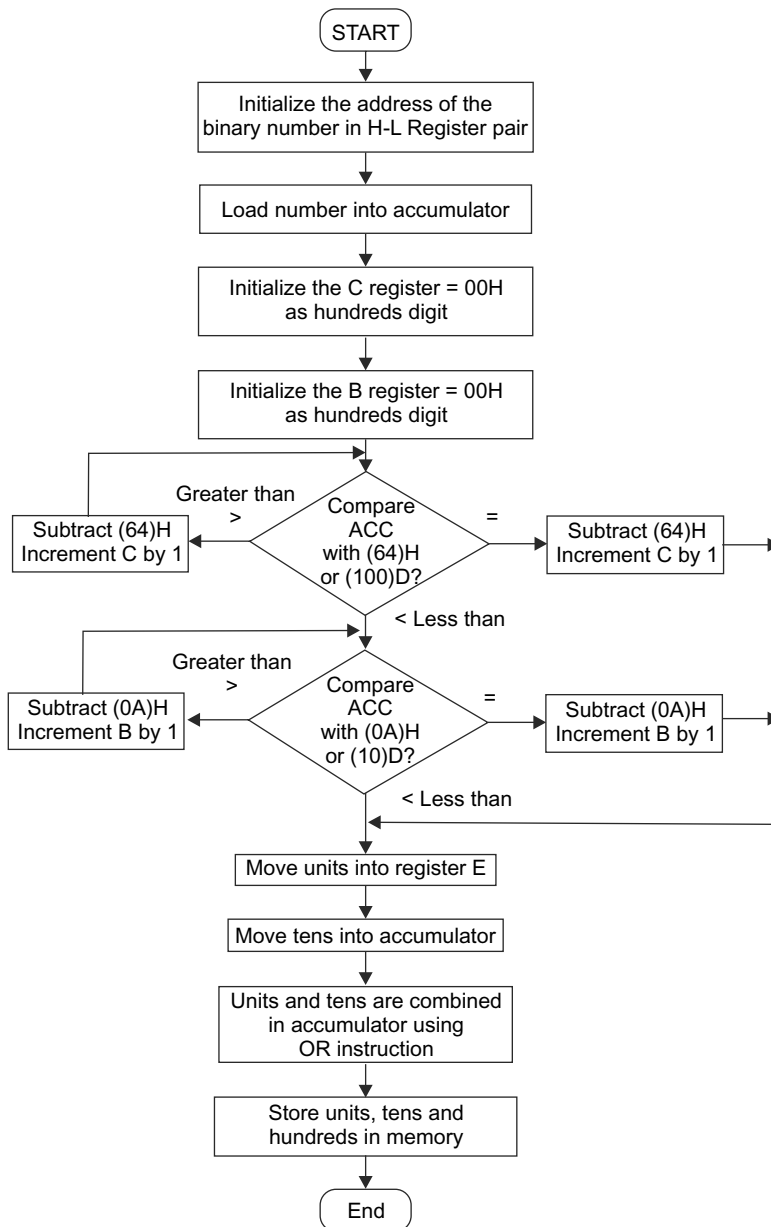 START
Initialize the address of the
binary number in H-L Register pair
Load number into accumulator
Initialize the C register = 00H
as hundreds digit
Initialize the B register = 00H
as hundreds digit
Greater than
>
Subtract (64)H
Increment C by 1
Compare
ACC
with (64)H
or (100)D?
=
Subtract (64)H
Increment C by 1
< Less than
Greater than
>
Subtract (0A)H
Increment B by 1
Compare
ACC
with (0A)H
or (10)D?
=
Subtract (0A)H
Increment B by 1
< Less than
Move units into register E
Move tens into accumulator
Units and tens are combined
in accumulator using
OR instruction
Store units, tens and
hundreds in memory
End